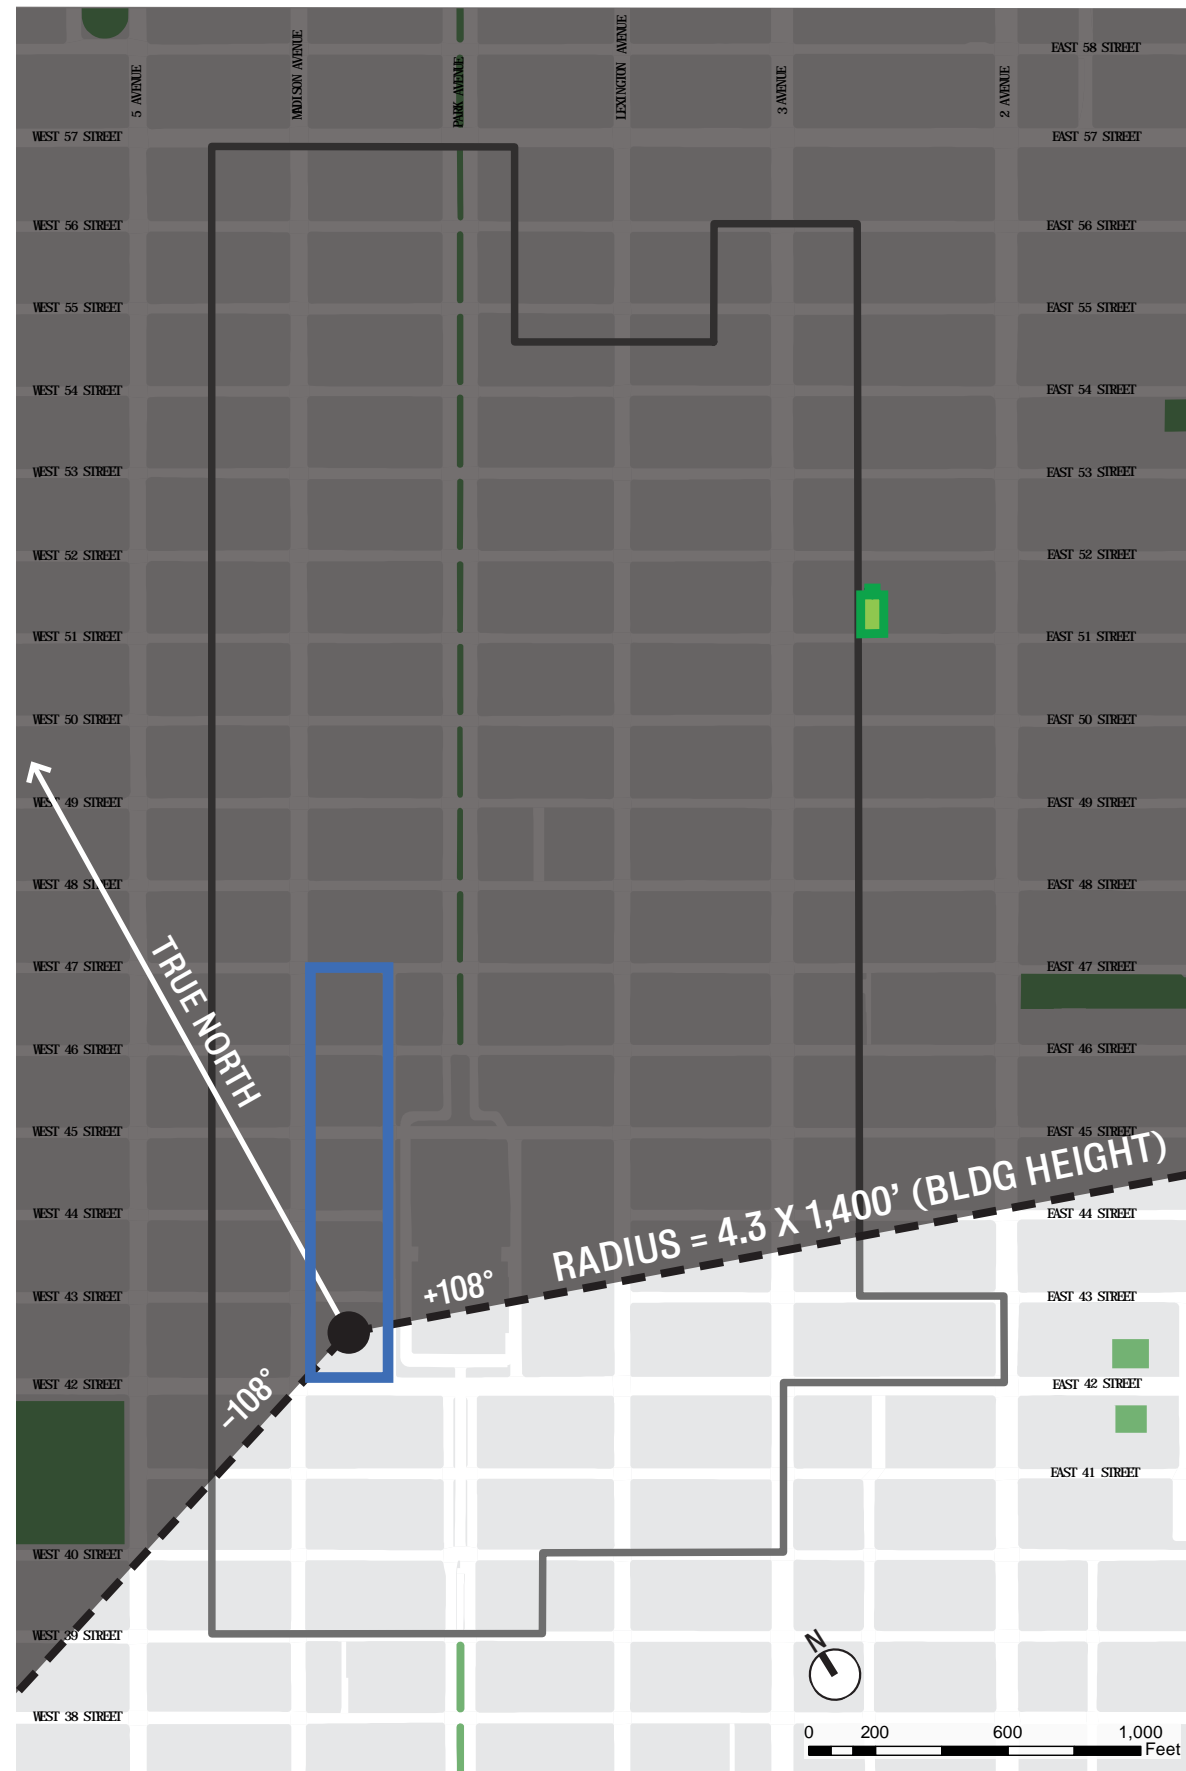 5 AVENUE
MADISON AVENUE
PARK AVENUE
LEXINGTON AVENUE
3 AVENUE
2 AVENUE
EAST 58 STREET
WEST 57 STREET
EAST 57 STREET
WEST 56 STREET
EAST 56 STREET
WEST 55 STREET
EAST 55 STREET
WEST 54 STREET
EAST 54 STREET
WEST 53 STREET
EAST 53 STREET
WEST 52 STREET
EAST 52 STREET
WEST 51 STREET
EAST 51 STREET
WEST 50 STREET
EAST 50 STREET
WEST 49 STREET
EAST 49 STREET
WEST 48 STREET
EAST 48 STREET
TRUE NORTH
WEST 47 STREET
EAST 47 STREET
WEST 46 STREET
EAST 46 STREET
WEST 45 STREET
EAST 45 STREET
RADIUS = 4.3 X 1,400’ (BLDG HEIGHT)
WEST 44 STREET
EAST 44 STREET
+108°
WEST 43 STREET
EAST 43 STREET
-108°
WEST 42 STREET
EAST 42 STREET
EAST 41 STREET
WEST 40 STREET
WEST 39 STREET
N
WEST 38 STREET
0 200 600 1,000
Feet